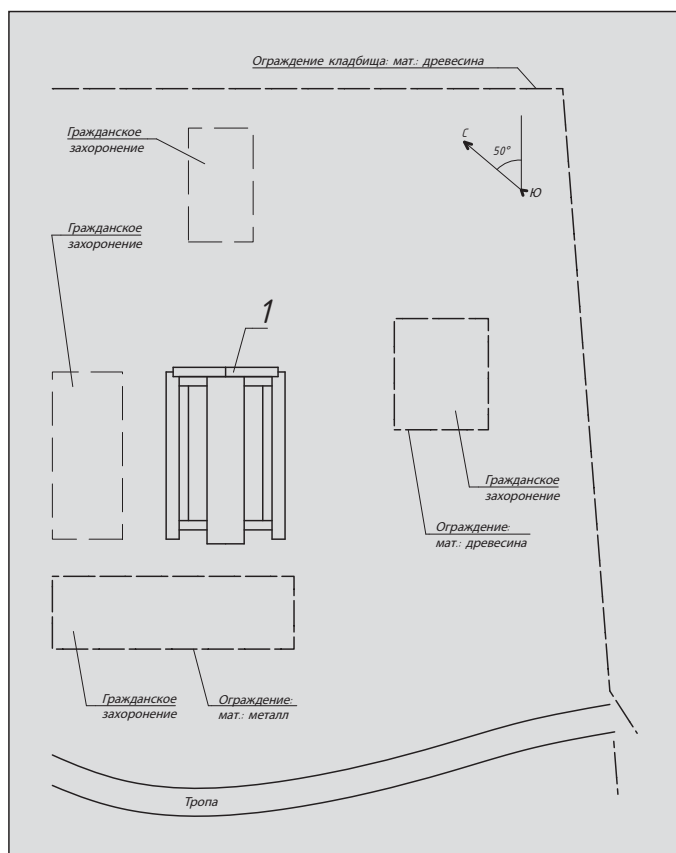 Ограждение кладбища: мат.: древесина
Гражданское
захоронение
С
50°
Ю
Гражданское
захоронение
1
Гражданское
захоронение
Ограждение:
мат.: древесина
Гражданское
захоронение
Ограждение:
мат.: металл
Тропа